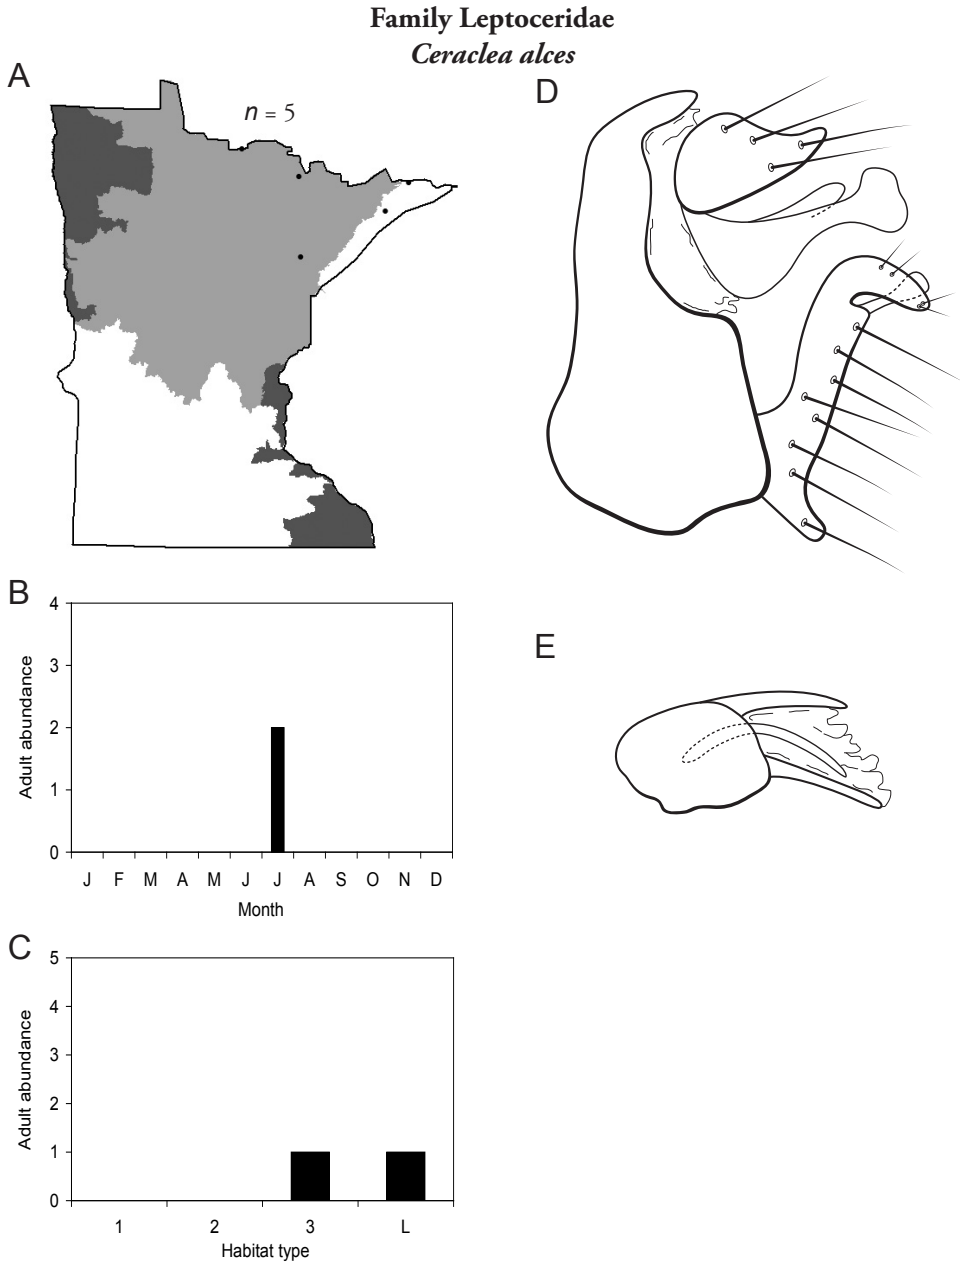 Family Leptoceridae
Ceraclea alces
A
n = 5
D
B
4
3
2
1
0
Adult abundance
J F M A M J J A S O N D
Month
E
C
5
4
3
2
1
0
Adult abundance
1 2 3 L
Habitat type